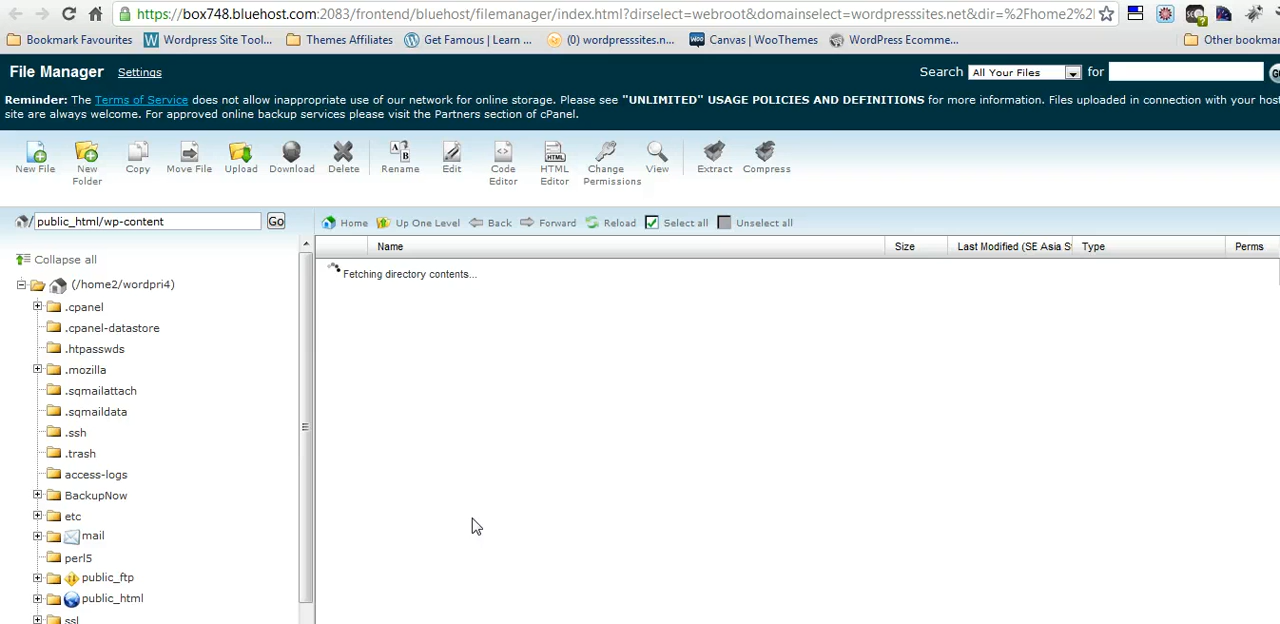 https://box748.bluehost.com:2083/frontend/bluehost/filemanager/index.html?dirselect=webroot&domainselect=wordpresssites.net&dir=%2Fhome2%2
Bookmark Favourites Wordpress Site Tool... Themes Affiliates Get Famous | Learn ... (0) wordpresssites.n... Canvas | WooThemes WordPress Ecomme... Other bookmar
File Manager Settings Search All Your Files for
Reminder: The Terms of Service does not allow inappropriate use of our network for online storage. Please see "UNLIMITED" USAGE POLICIES AND DEFINITIONS for more information. Files uploaded in connection with your host
site are always welcome. For approved online backup services please visit the Partners section of cPanel.
New File New Folder Copy Move File Upload Download Delete Rename Edit Code Editor HTML Editor Change Permissions View Extract Compress
/ public_html/wp-content Go Home Up One Level Back Forward Reload Select all Unselect all
Name Size Last Modified (SE Asia S Type Perms
Collapse all
Fetching directory contents...
(/home2/wordpri4)
.cpanel
.cpanel-datastore
.htpasswds
.mozilla
.sqmailattach
.sqmaildata
.ssh
.trash
access-logs
BackupNow
etc
mail
perl5
public_ftp
public_html
ssl